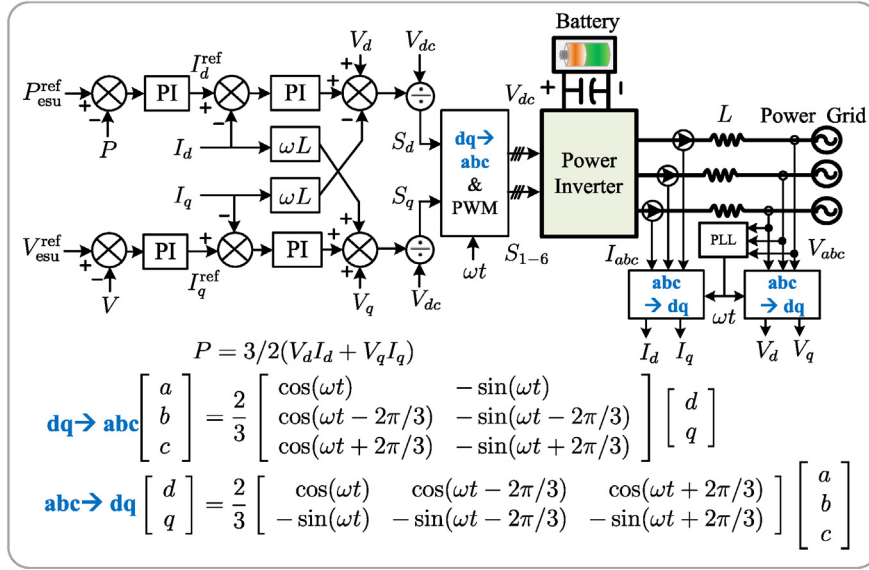 Battery
V_d V_dc
I_d^ref
P_esu^ref + − PI + − PI + + − ÷
P
V_dc
+ −
L Power Grid
I_d ωL
S_d
dq→ abc & PWM
Power Inverter
I_q ωL
S_q
V_esu^ref + − PI + − PI + + + ÷
V
I_q^ref
V_q V_dc
ωt
S_1−6
I_abc
PLL
V_abc
abc → dq
ωt
abc → dq
I_d I_q V_d V_q
P = 3/2(V_d I_d + V_q I_q)
dq→ abc [a b c] = 2/3 [cos(ωt) − sin(ωt)
cos(ωt − 2π/3) − sin(ωt − 2π/3)
cos(ωt + 2π/3) − sin(ωt + 2π/3)] [d q]
abc→ dq [d q] = 2/3 [cos(ωt) cos(ωt − 2π/3) cos(ωt + 2π/3)
− sin(ωt) − sin(ωt − 2π/3) − sin(ωt + 2π/3)] [a b c]